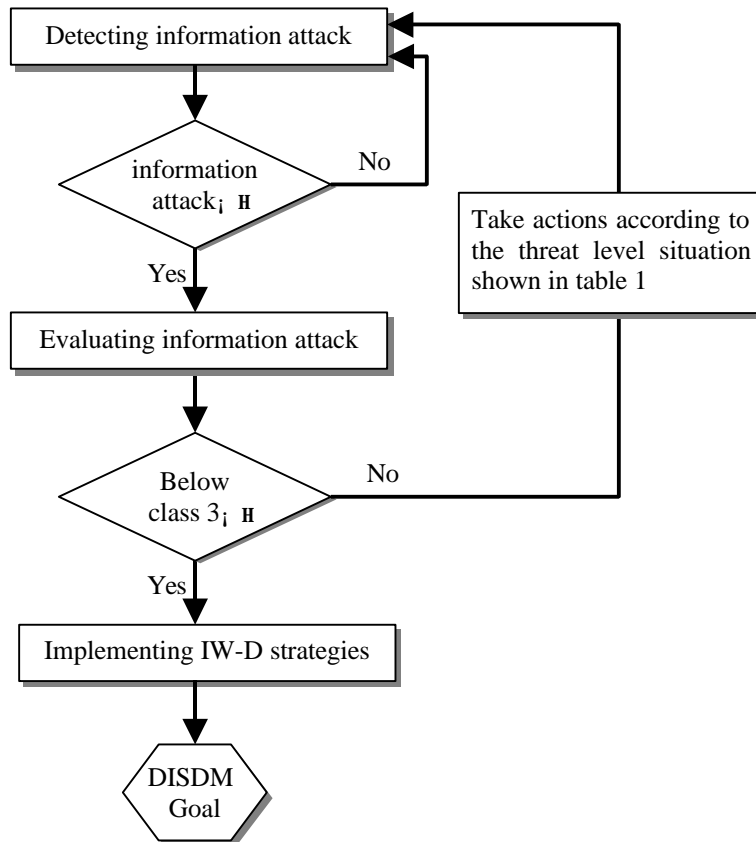 Detecting information attack
information
attack¡ H
No
Take actions according to
the threat level situation
shown in table 1
Yes
Evaluating information attack
Below
class 3¡ H
No
Yes
Implementing IW-D strategies
DISDM
Goal